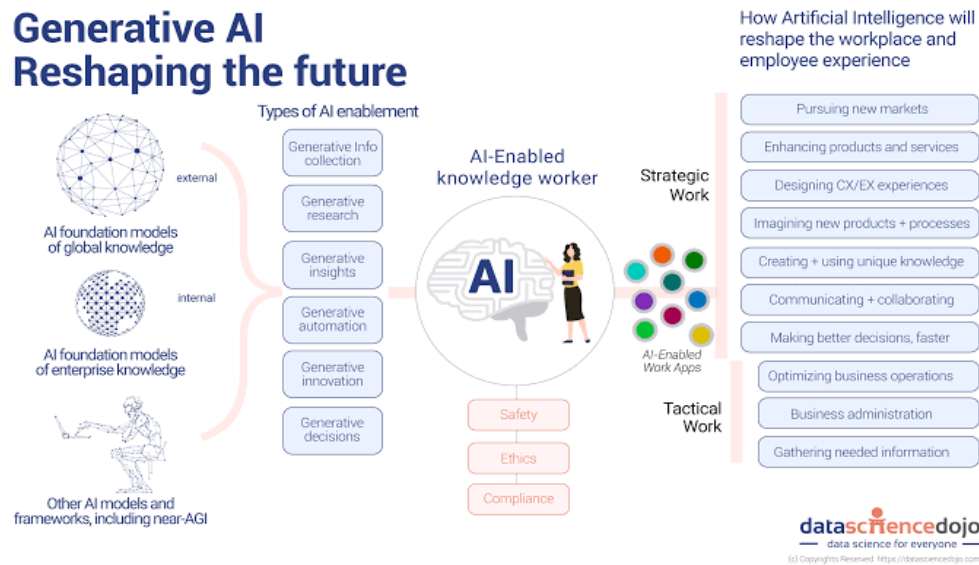 Generative AI
Reshaping the future
How Artificial Intelligence will
reshape the workplace and
employee experience
Types of AI enablement
external
AI foundation models
of global knowledge
internal
AI foundation models
of enterprise knowledge
Other AI models and
frameworks, including near-AGI
Generative Info
collection
Generative
research
Generative
insights
Generative
automation
Generative
innovation
Generative
decisions
AI-Enabled
knowledge worker
AI
Safety
Ethics
Compliance
AI-Enabled
Work Apps
Strategic
Work
Pursuing new markets
Enhancing products and services
Designing CX/EX experiences
Imagining new products + processes
Creating + using unique knowledge
Communicating + collaborating
Making better decisions, faster
Tactical
Work
Optimizing business operations
Business administration
Gathering needed information
datasciencedojo
data science for everyone
(c) Copyrights Reserved https://datasciencedojo.com